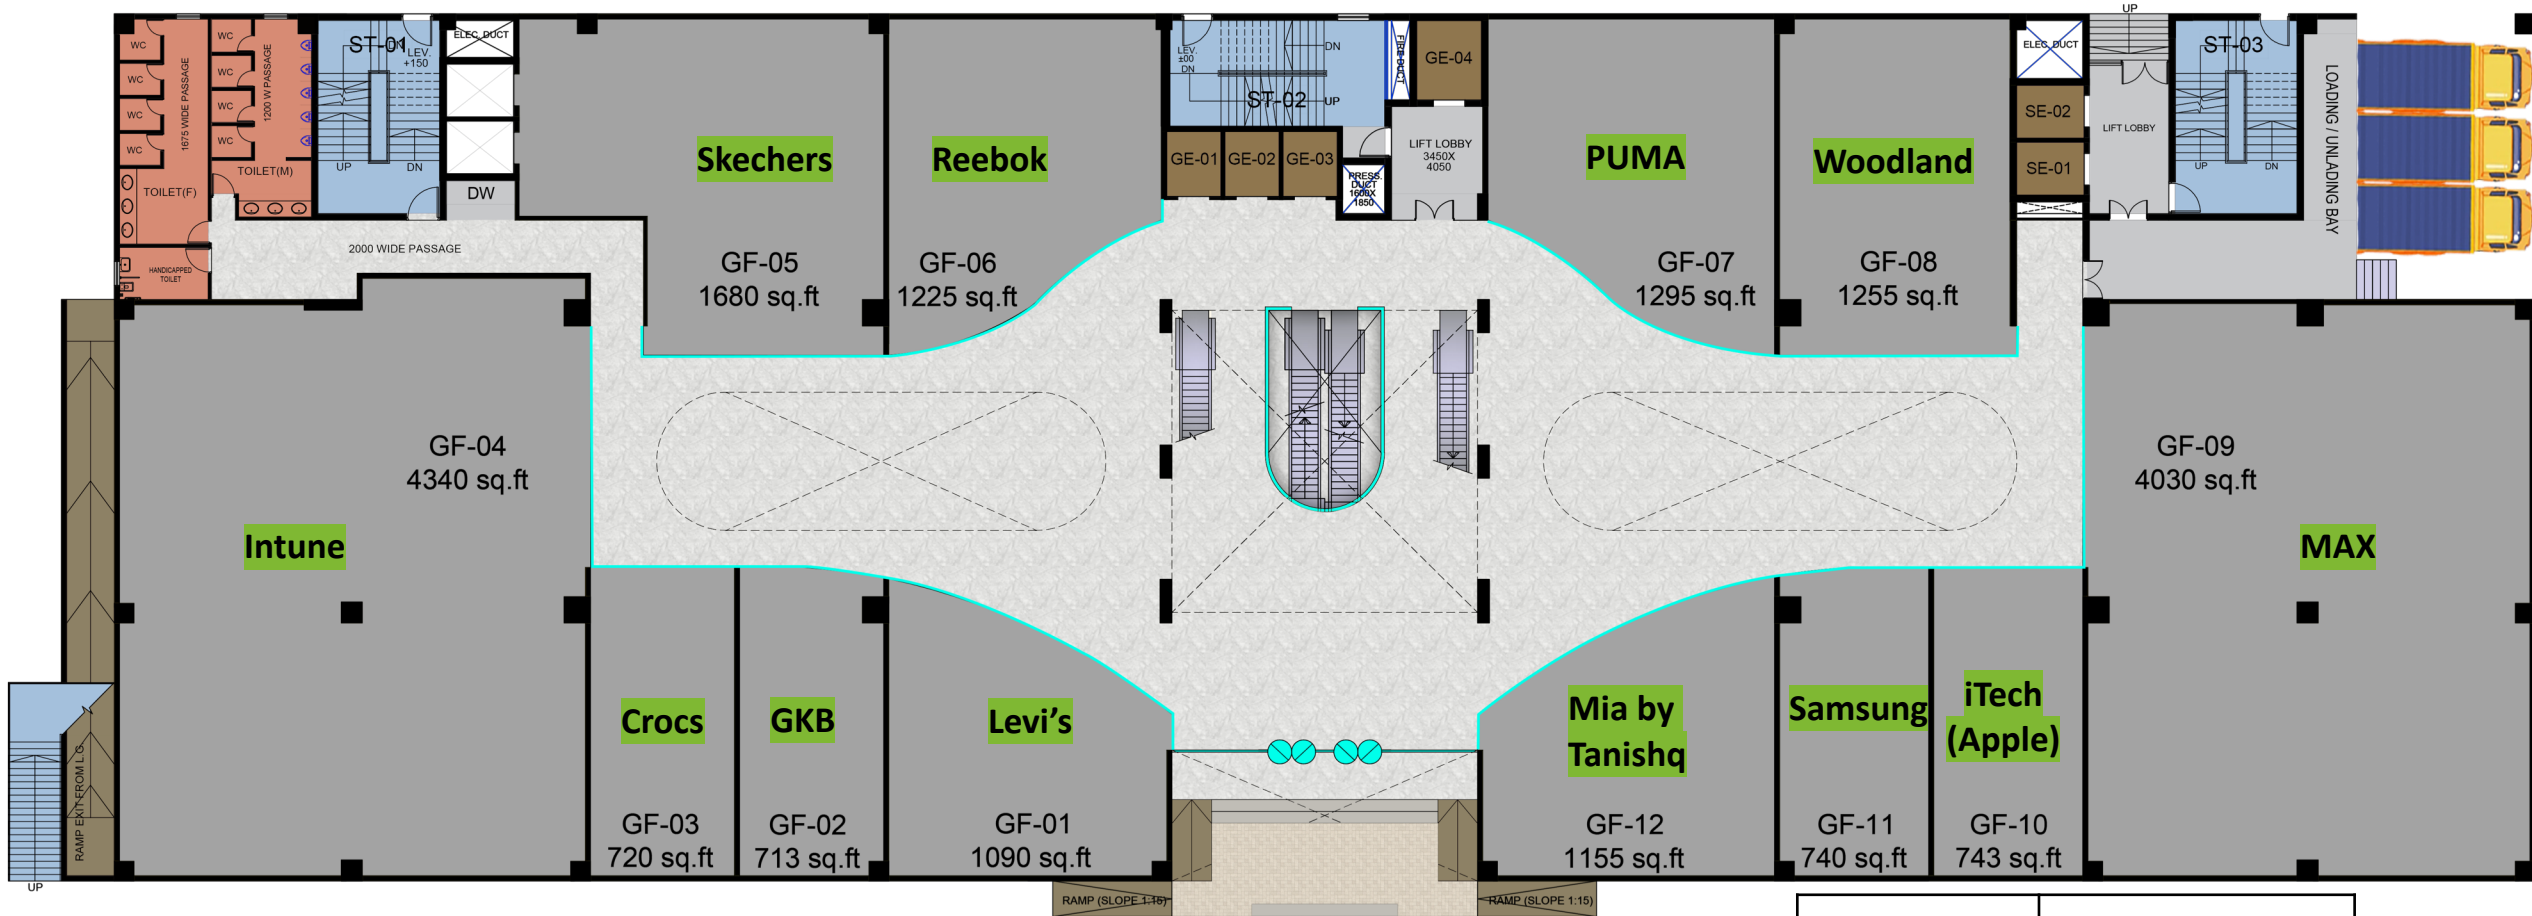 UP
WC
WC
WC
WC
1675 WIDE PASSAGE
WC
WC
WC
WC
1200 W PASSAGE
TOILET(F)
TOILET(M)
HANDICAPPED
TOILET
ST-01
DN
LEV.
+150
UP
DN
ELEC. DUCT
DW
2000 WIDE PASSAGE
Skechers
GF-05
1680 sq.ft
Reebok
GF-06
1225 sq.ft
LEV.
±00
DN
DN
ST-02
UP
FIRE DUCT
GE-04
GE-01
GE-02
GE-03
PRESS.
DUCT
1600X
1850
LIFT LOBBY
3450X
4050
PUMA
GF-07
1295 sq.ft
Woodland
GF-08
1255 sq.ft
ELEC. DUCT
SE-02
SE-01
LIFT LOBBY
ST-03
UP
DN
LOADING / UNLADING BAY
GF-04
4340 sq.ft
Intune
GF-09
4030 sq.ft
MAX
Crocs
GF-03
720 sq.ft
GKB
GF-02
713 sq.ft
Levi's
GF-01
1090 sq.ft
Mia by
Tanishq
GF-12
1155 sq.ft
Samsung
GF-11
740 sq.ft
iTech
(Apple)
GF-10
743 sq.ft
RAMP EXIT FROM L.G.
UP
RAMP (SLOPE 1:15)
RAMP (SLOPE 1:15)